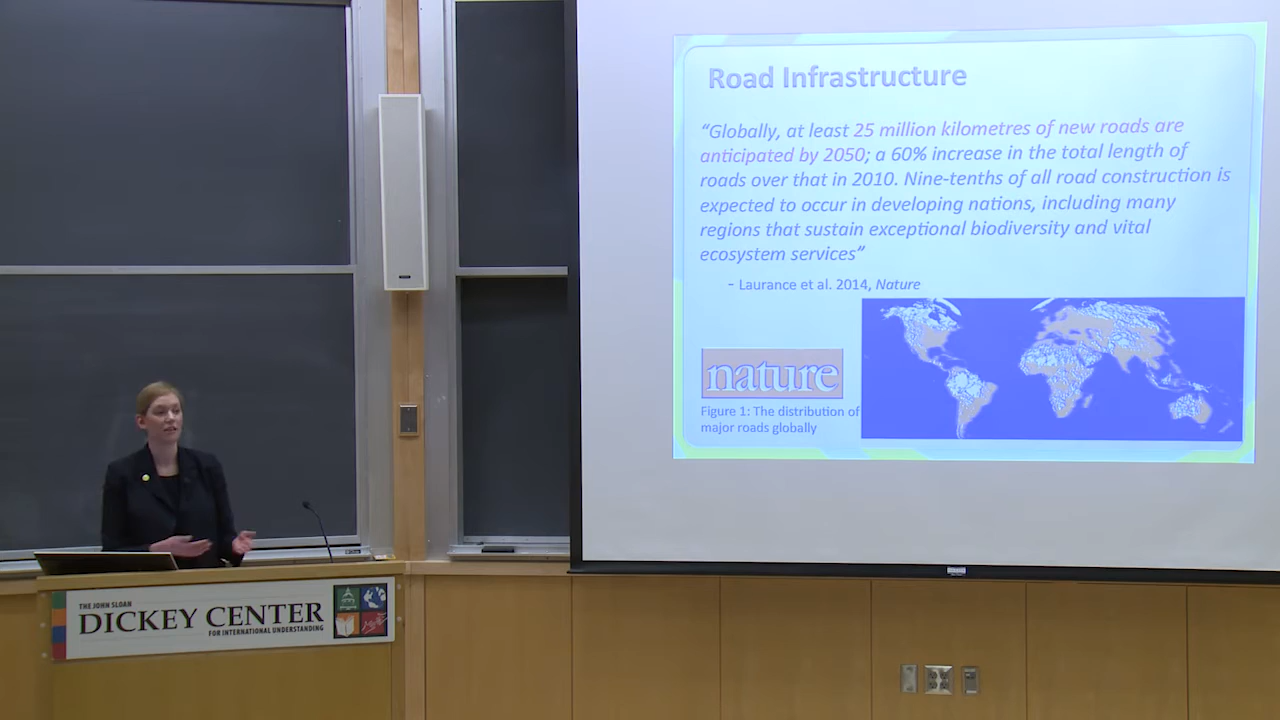 Road Infrastructure
“Globally, at least 25 million kilometres of new roads are
anticipated by 2050; a 60% increase in the total length of
roads over that in 2010. Nine-tenths of all road construction is
expected to occur in developing nations, including many
regions that sustain exceptional biodiversity and vital
ecosystem services”
- Laurance et al. 2014, Nature
nature
Figure 1: The distribution of
major roads globally
THE JOHN SLOAN
DICKEY CENTER
FOR INTERNATIONAL UNDERSTANDING